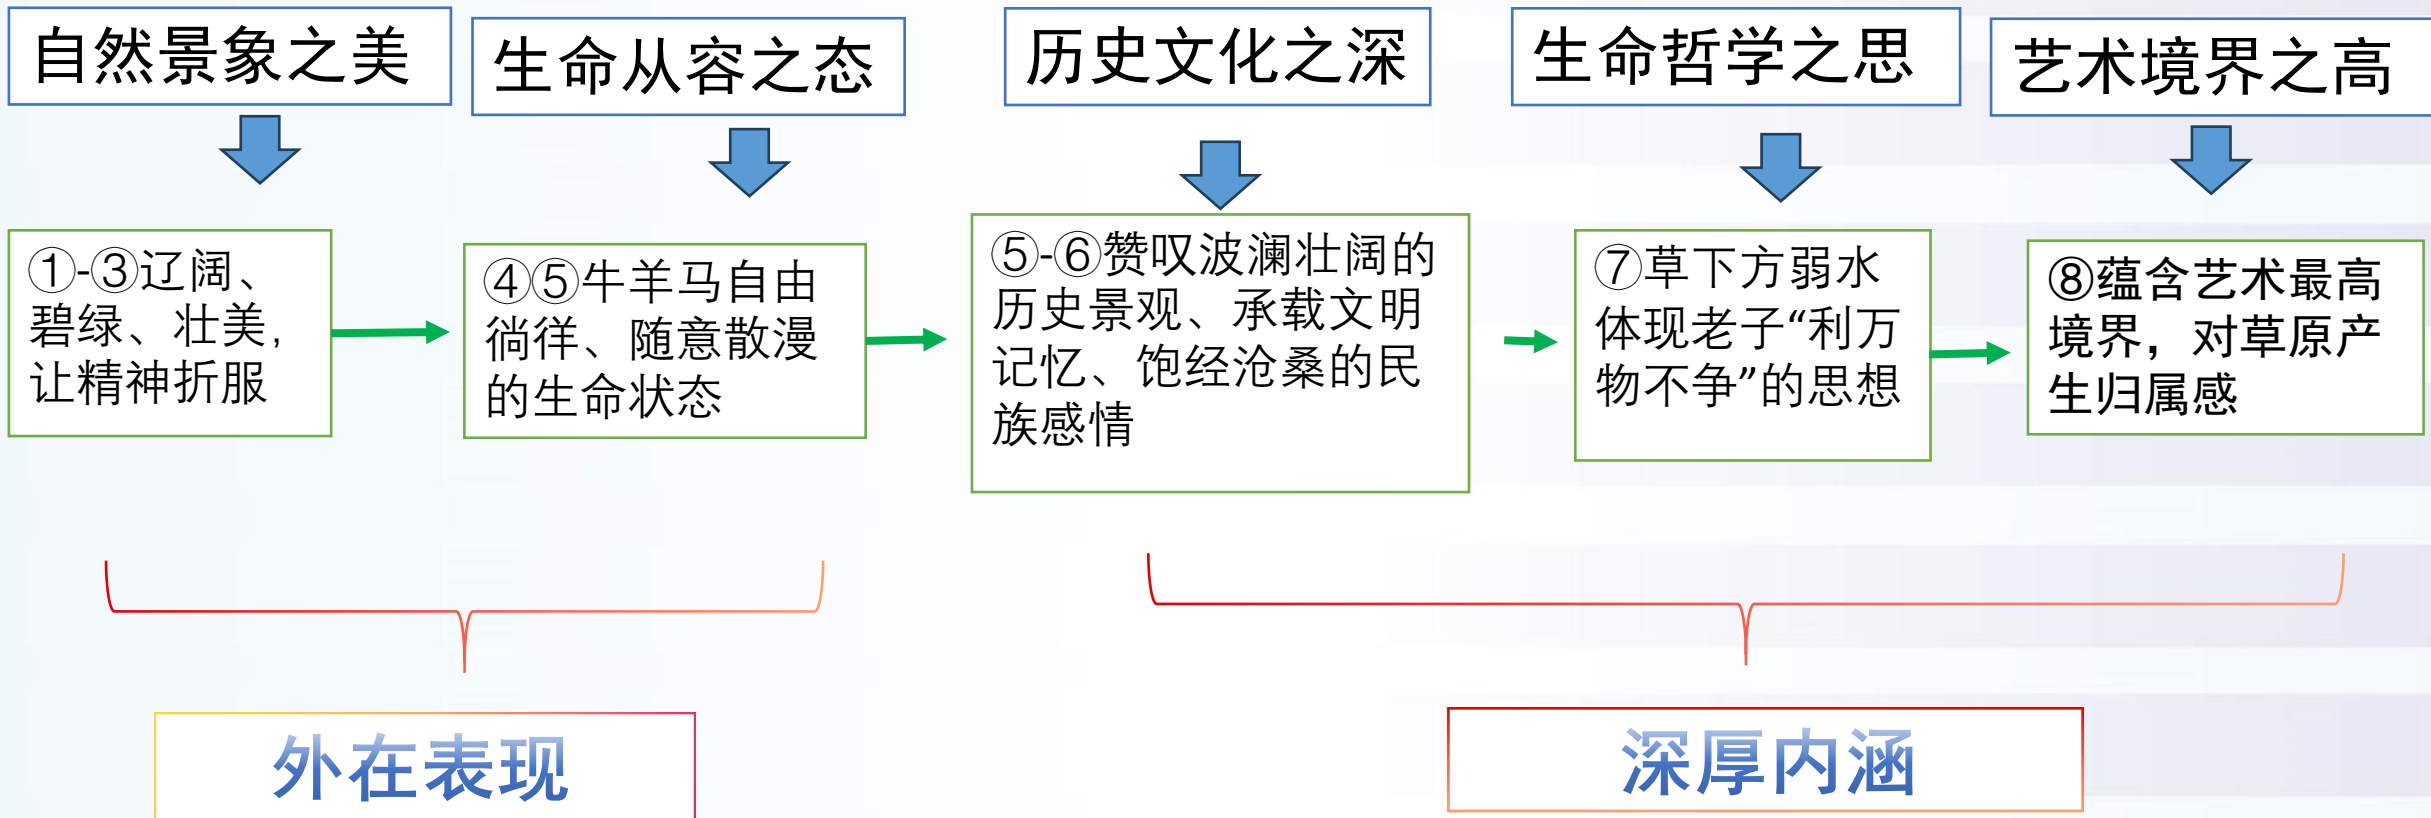 自然景象之美
生命从容之态
历史文化之深
生命哲学之思
艺术境界之高
①-③辽阔、
碧绿、壮美,
让精神折服
④⑤牛羊马自由
徜徉、随意散漫
的生命状态
⑤-⑥赞叹波澜壮阔的
历史景观、承载文明
记忆、饱经沧桑的民
族感情
⑦草下方弱水
体现老子“利万
物不争”的思想
⑧蕴含艺术最高
境界，对草原产
生归属感
外在表现
深厚内涵